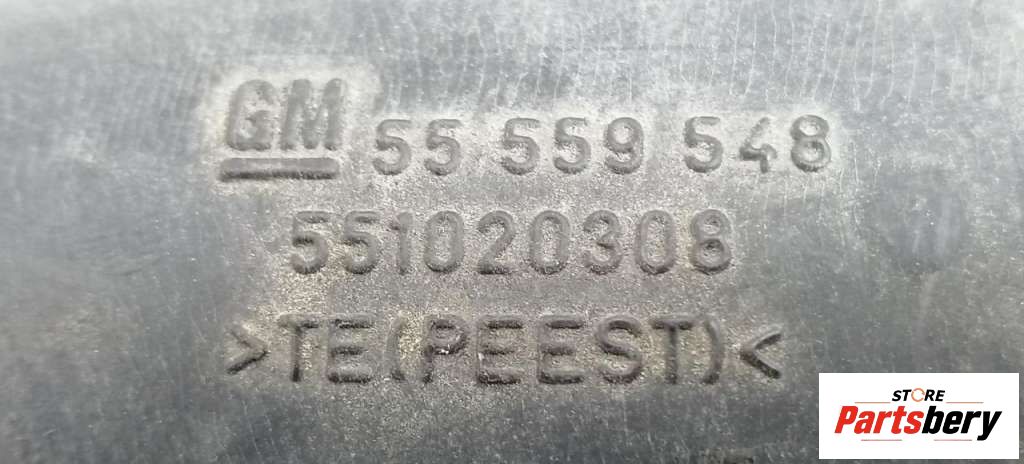 GM 55 559 548
551020308
>TE(PEEST)<
STORE
Partsbery